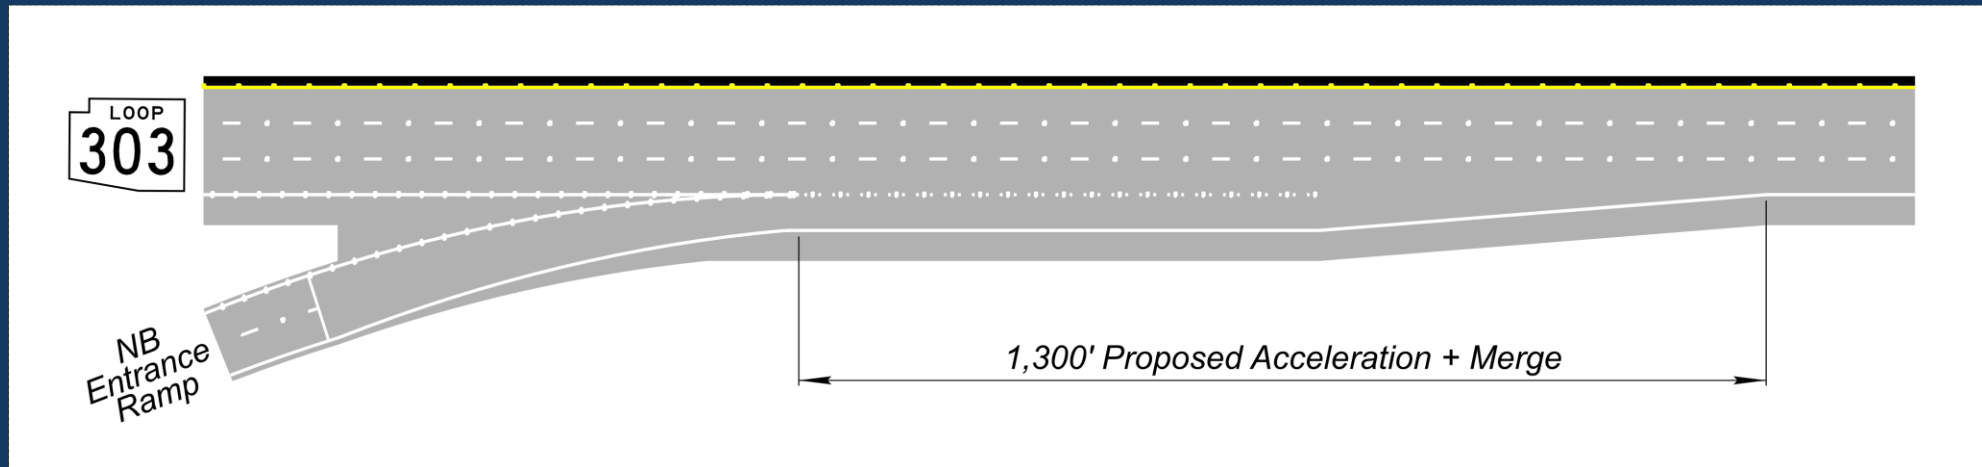 LOOP
303
NB
Entrance
Ramp
1,300' Proposed Acceleration + Merge